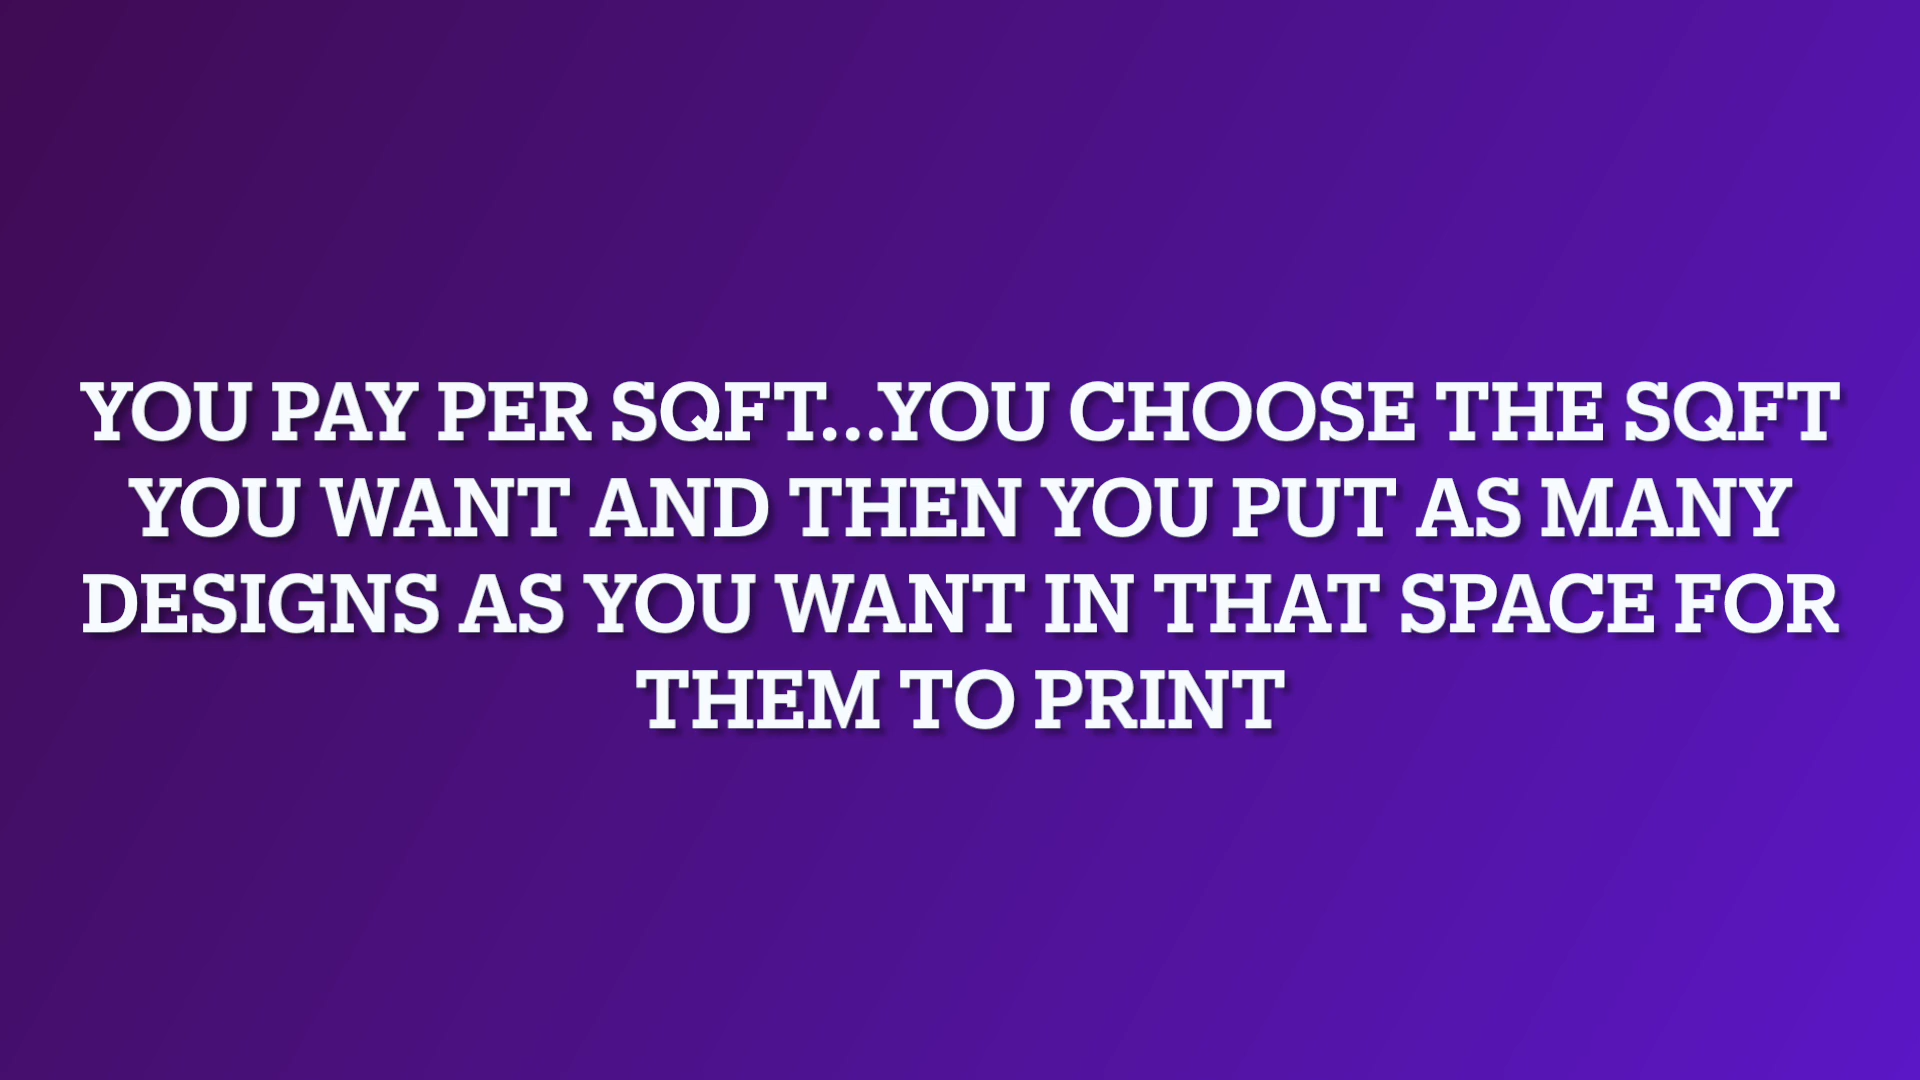 YOU PAY PER SQFT...YOU CHOOSE THE SQFT
YOU WANT AND THEN YOU PUT AS MANY
DESIGNS AS YOU WANT IN THAT SPACE FOR
THEM TO PRINT